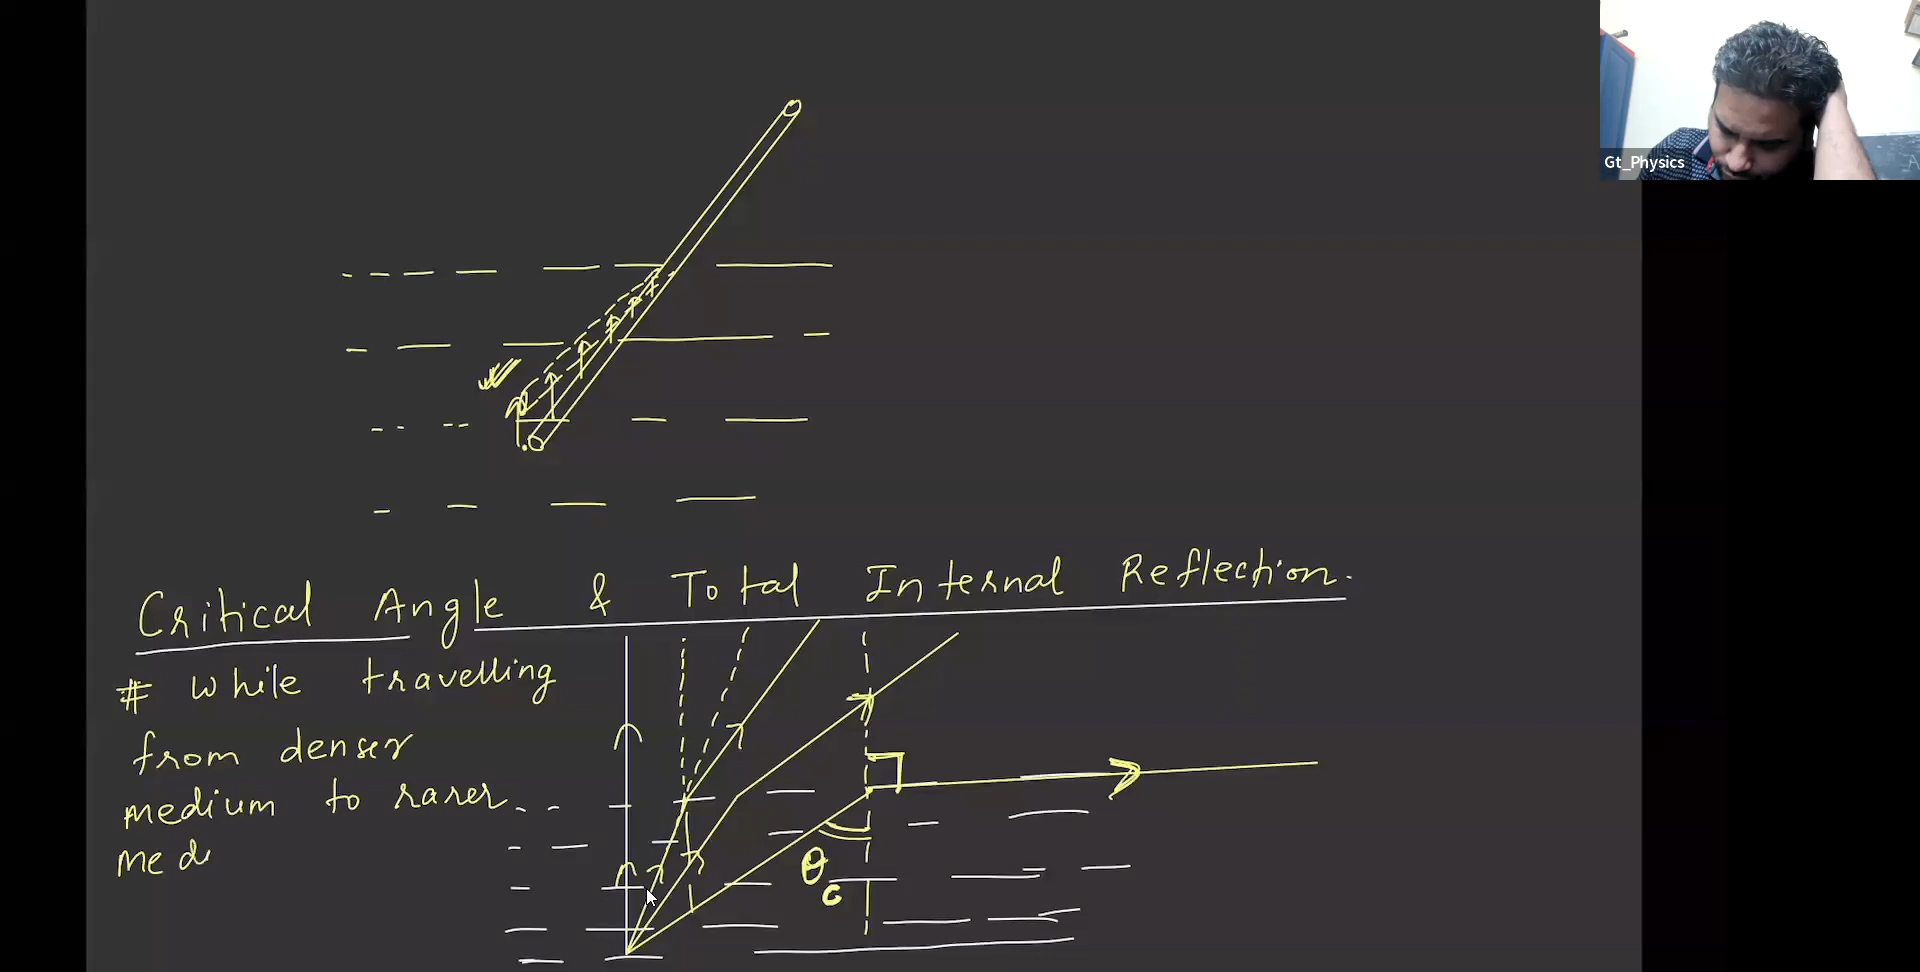 Gt_Physics
Critical Angle & Total Internal Reflection.
# While travelling
from denser
medium to rarer
med
θc